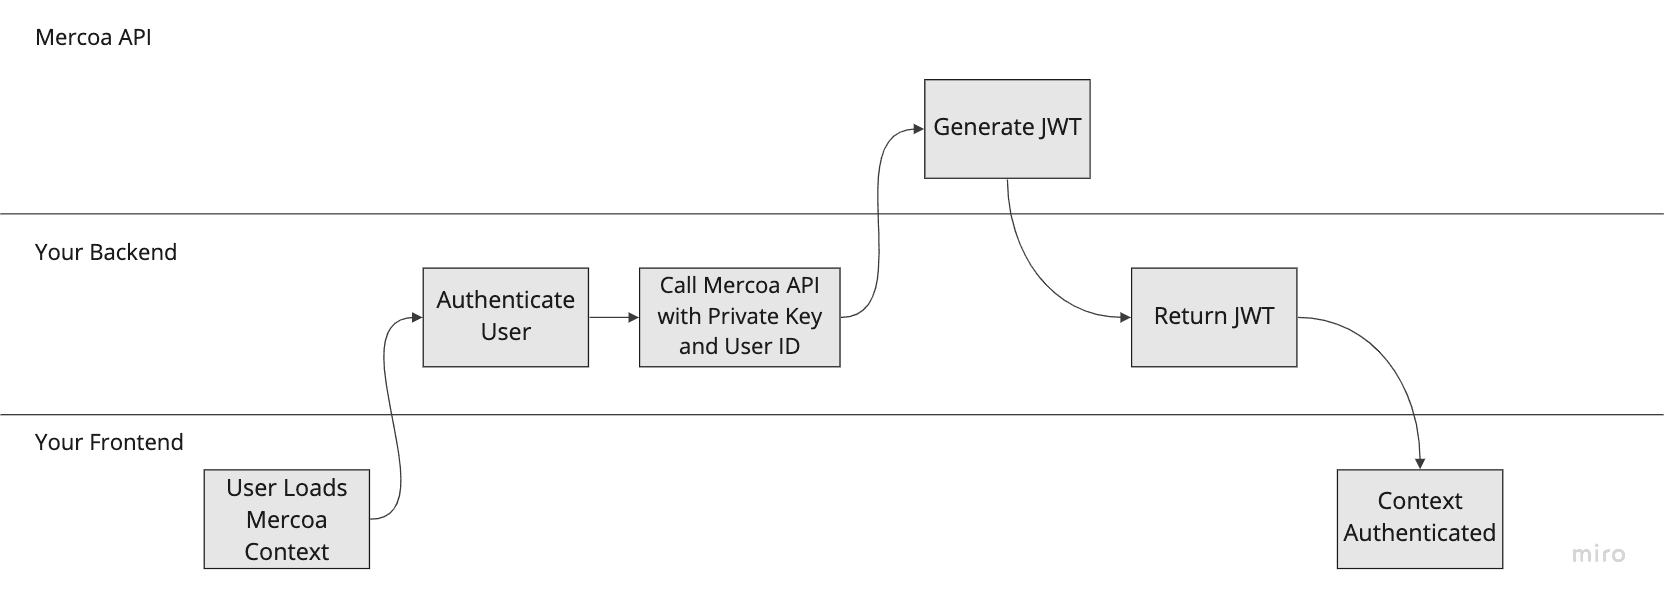 Mercoa API
Generate JWT
Your Backend
Authenticate
User
Call Mercoa API
with Private Key
and User ID
Return JWT
Your Frontend
User Loads
Mercoa
Context
Context
Authenticated
miro